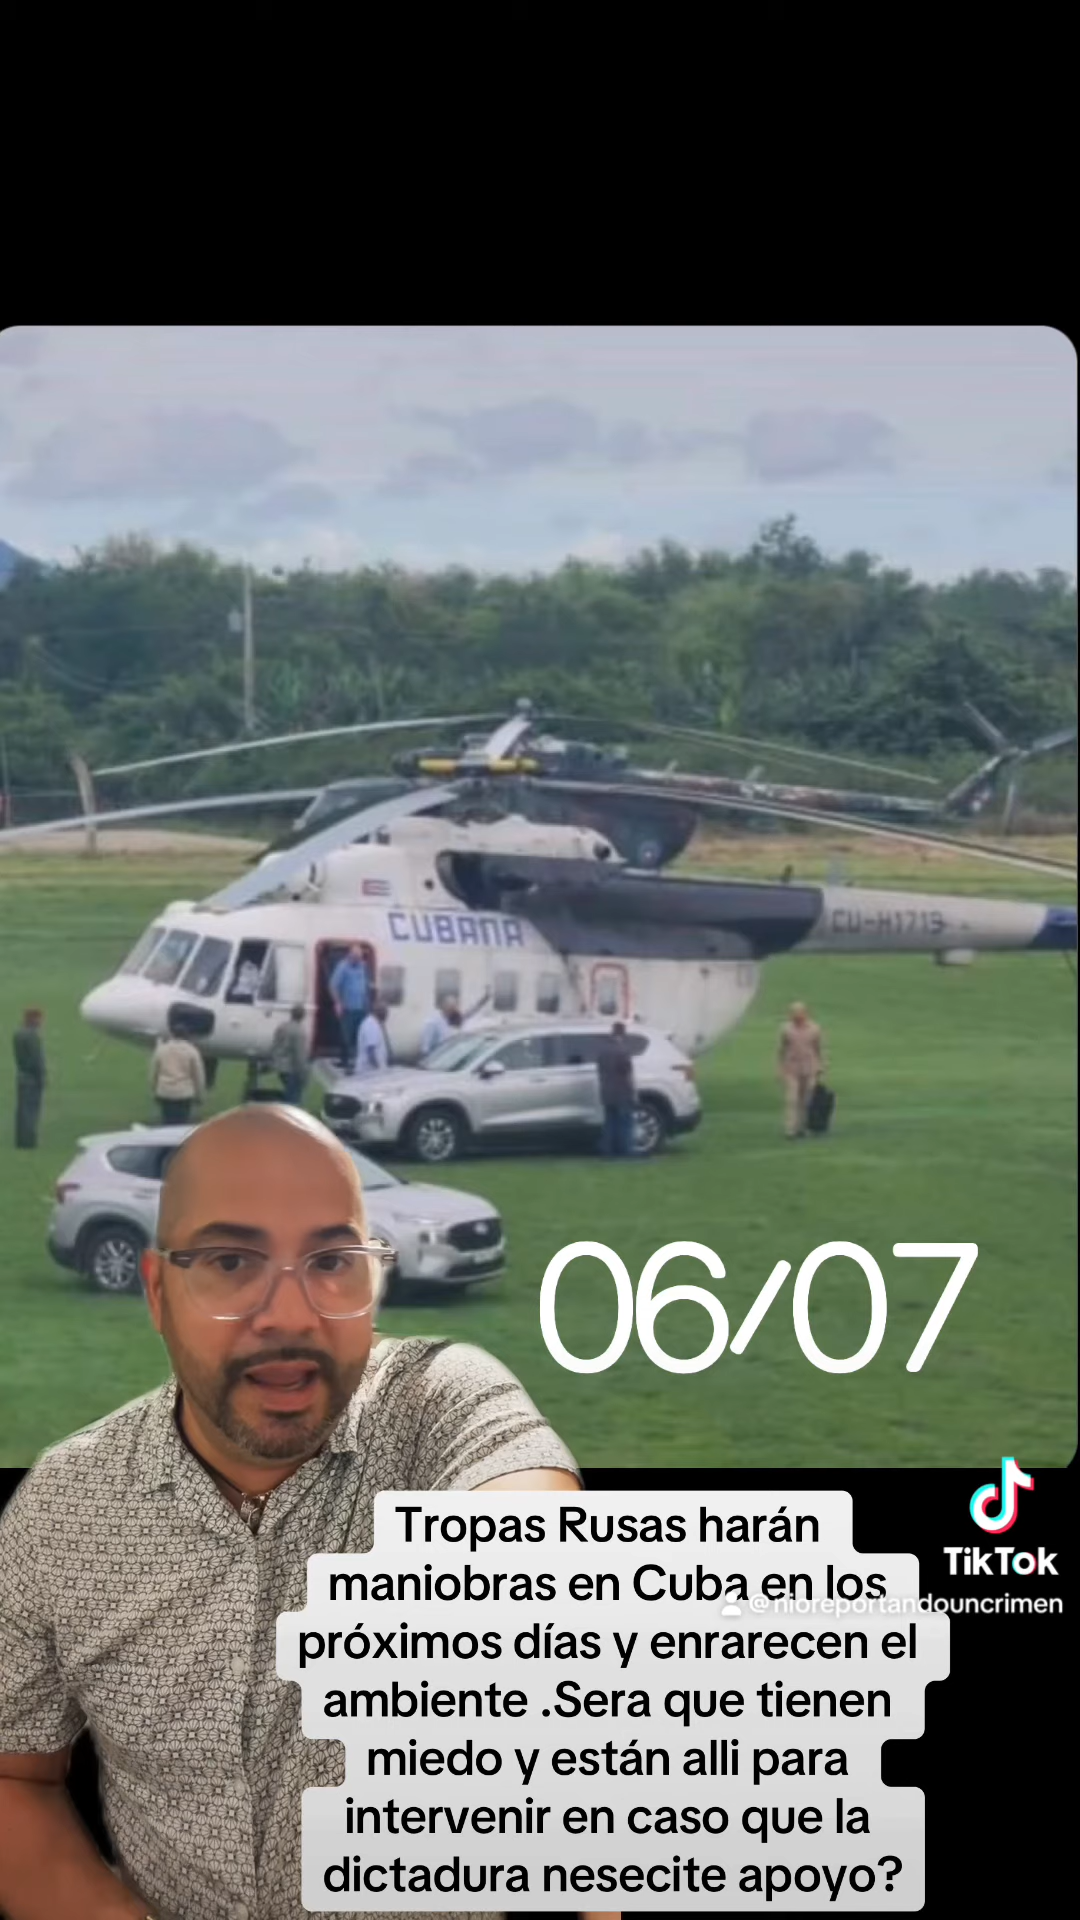 CUBANA
CU-H1719
06/07
TikTok
@nioreportandouncrimen
Tropas Rusas harán
maniobras en Cuba en los
próximos días y enrarecen el
ambiente .Sera que tienen
miedo y están alli para
intervenir en caso que la
dictadura nesecite apoyo?